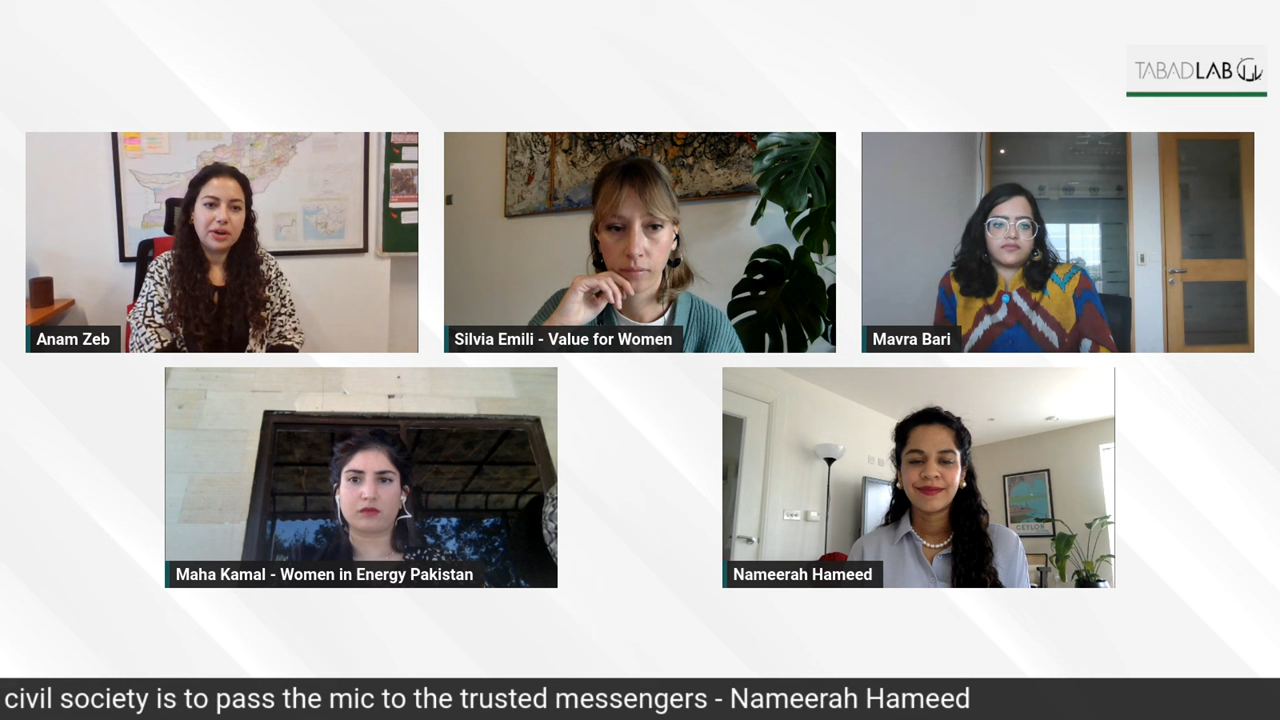 TABADLAB
Anam Zeb
Silvia Emili - Value for Women
Mavra Bari
CEYLON
Maha Kamal - Women in Energy Pakistan
Nameerah Hameed
civil society is to pass the mic to the trusted messengers - Nameerah Hameed